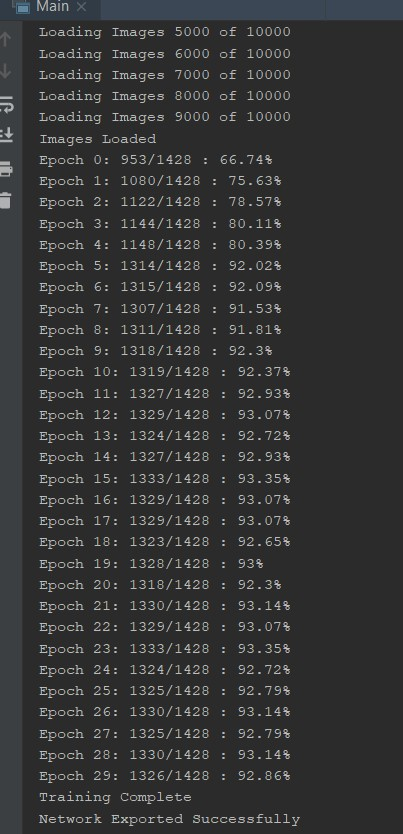 Main
Loading Images 5000 of 10000
Loading Images 6000 of 10000
Loading Images 7000 of 10000
Loading Images 8000 of 10000
Loading Images 9000 of 10000
Images Loaded
Epoch 0: 953/1428 : 66.74%
Epoch 1: 1080/1428 : 75.63%
Epoch 2: 1122/1428 : 78.57%
Epoch 3: 1144/1428 : 80.11%
Epoch 4: 1148/1428 : 80.39%
Epoch 5: 1314/1428 : 92.02%
Epoch 6: 1315/1428 : 92.09%
Epoch 7: 1307/1428 : 91.53%
Epoch 8: 1311/1428 : 91.81%
Epoch 9: 1318/1428 : 92.3%
Epoch 10: 1319/1428 : 92.37%
Epoch 11: 1327/1428 : 92.93%
Epoch 12: 1329/1428 : 93.07%
Epoch 13: 1324/1428 : 92.72%
Epoch 14: 1327/1428 : 92.93%
Epoch 15: 1333/1428 : 93.35%
Epoch 16: 1329/1428 : 93.07%
Epoch 17: 1329/1428 : 93.07%
Epoch 18: 1323/1428 : 92.65%
Epoch 19: 1328/1428 : 93%
Epoch 20: 1318/1428 : 92.3%
Epoch 21: 1330/1428 : 93.14%
Epoch 22: 1329/1428 : 93.07%
Epoch 23: 1333/1428 : 93.35%
Epoch 24: 1324/1428 : 92.72%
Epoch 25: 1325/1428 : 92.79%
Epoch 26: 1330/1428 : 93.14%
Epoch 27: 1325/1428 : 92.79%
Epoch 28: 1330/1428 : 93.14%
Epoch 29: 1326/1428 : 92.86%
Training Complete
Network Exported Successfully